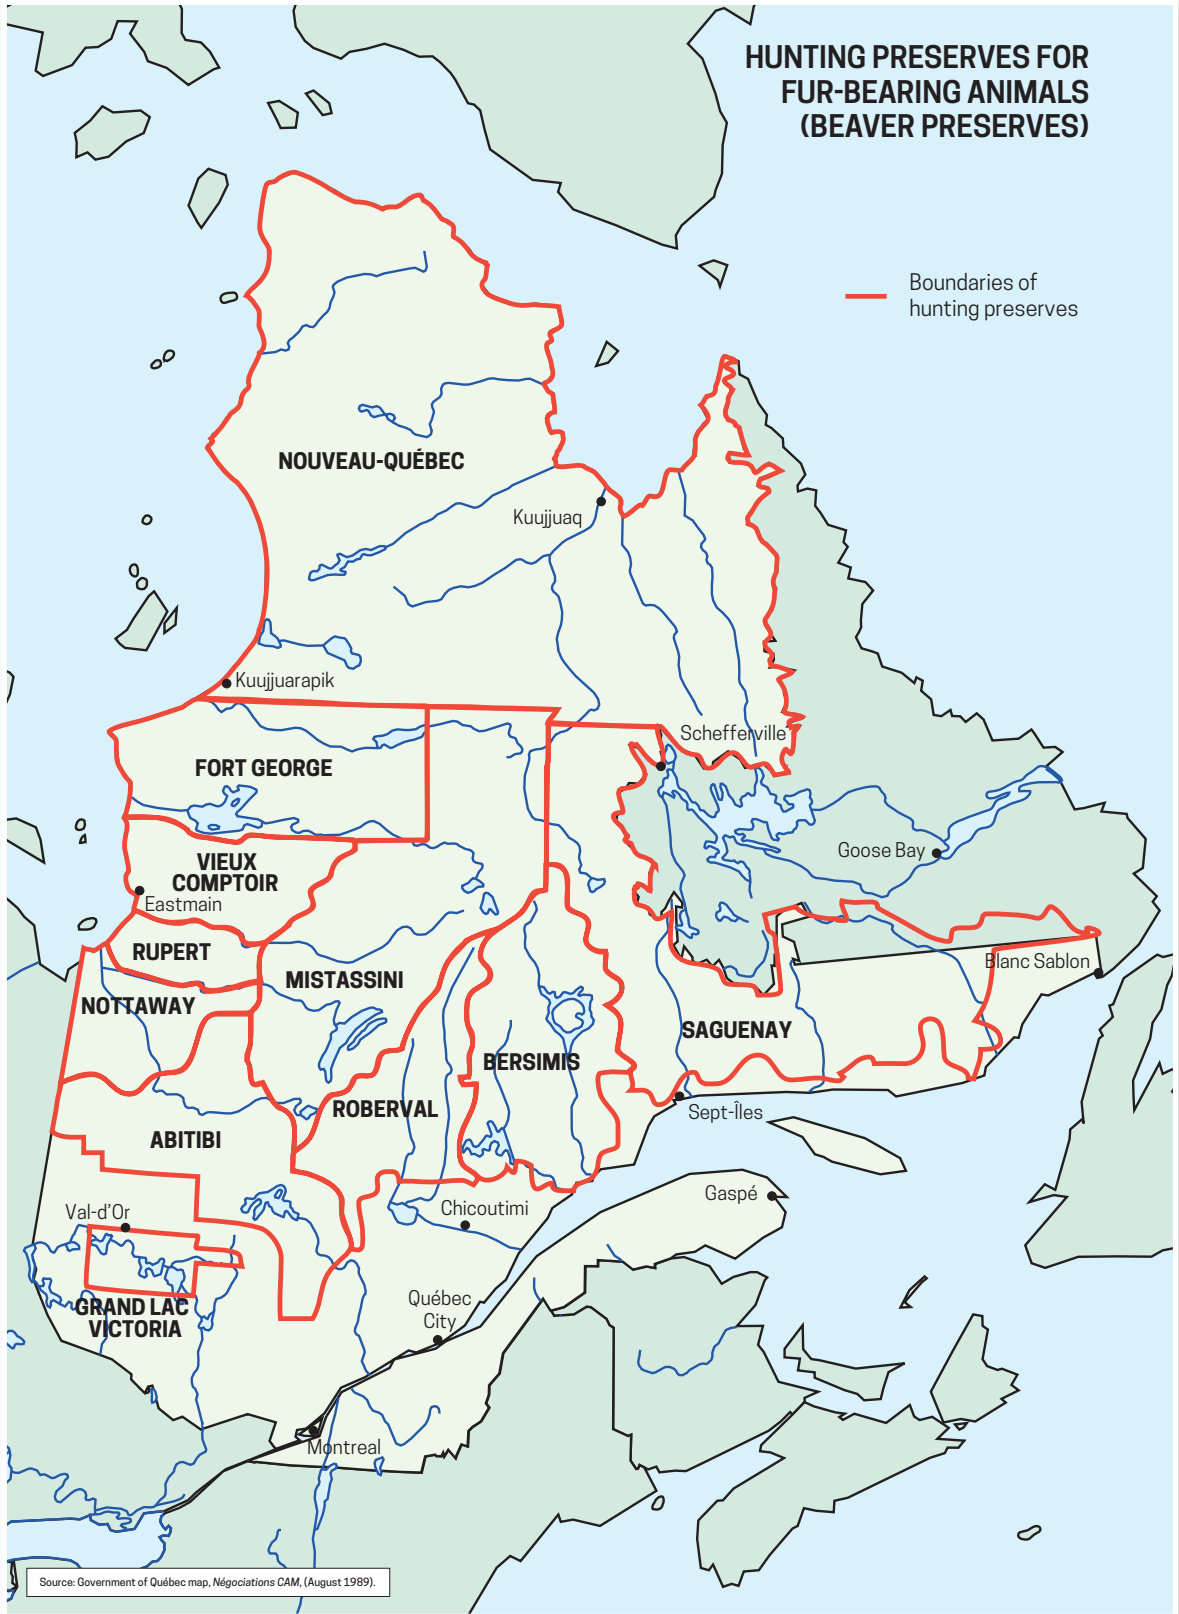 HUNTING PRESERVES FOR
FUR-BEARING ANIMALS
(BEAVER PRESERVES)
Boundaries of
hunting preserves
NOUVEAU-QUÉBEC
Kuujjuaq
Kuujjuarapik
Schefferville
FORT GEORGE
VIEUX
COMPTOIR
Eastmain
Goose Bay
RUPERT
MISTASSINI
Blanc Sablon
NOTTAWAY
SAGUENAY
BERSIMIS
ROBERVAL
Sept-Îles
ABITIBI
Gaspé
Val-d'Or
Chicoutimi
GRAND LAC
VICTORIA
Québec
City
Montreal
Source: Government of Québec map, Négociations CAM, (August 1989).